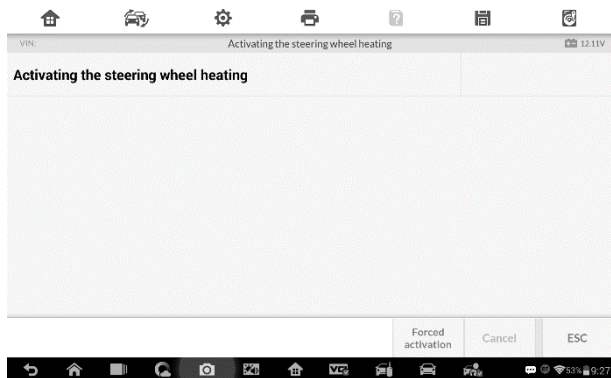 VIN:
Activating the steering wheel heating
12.11V
Activating the steering wheel heating
Forced
activation
Cancel
ESC
53%
9:27